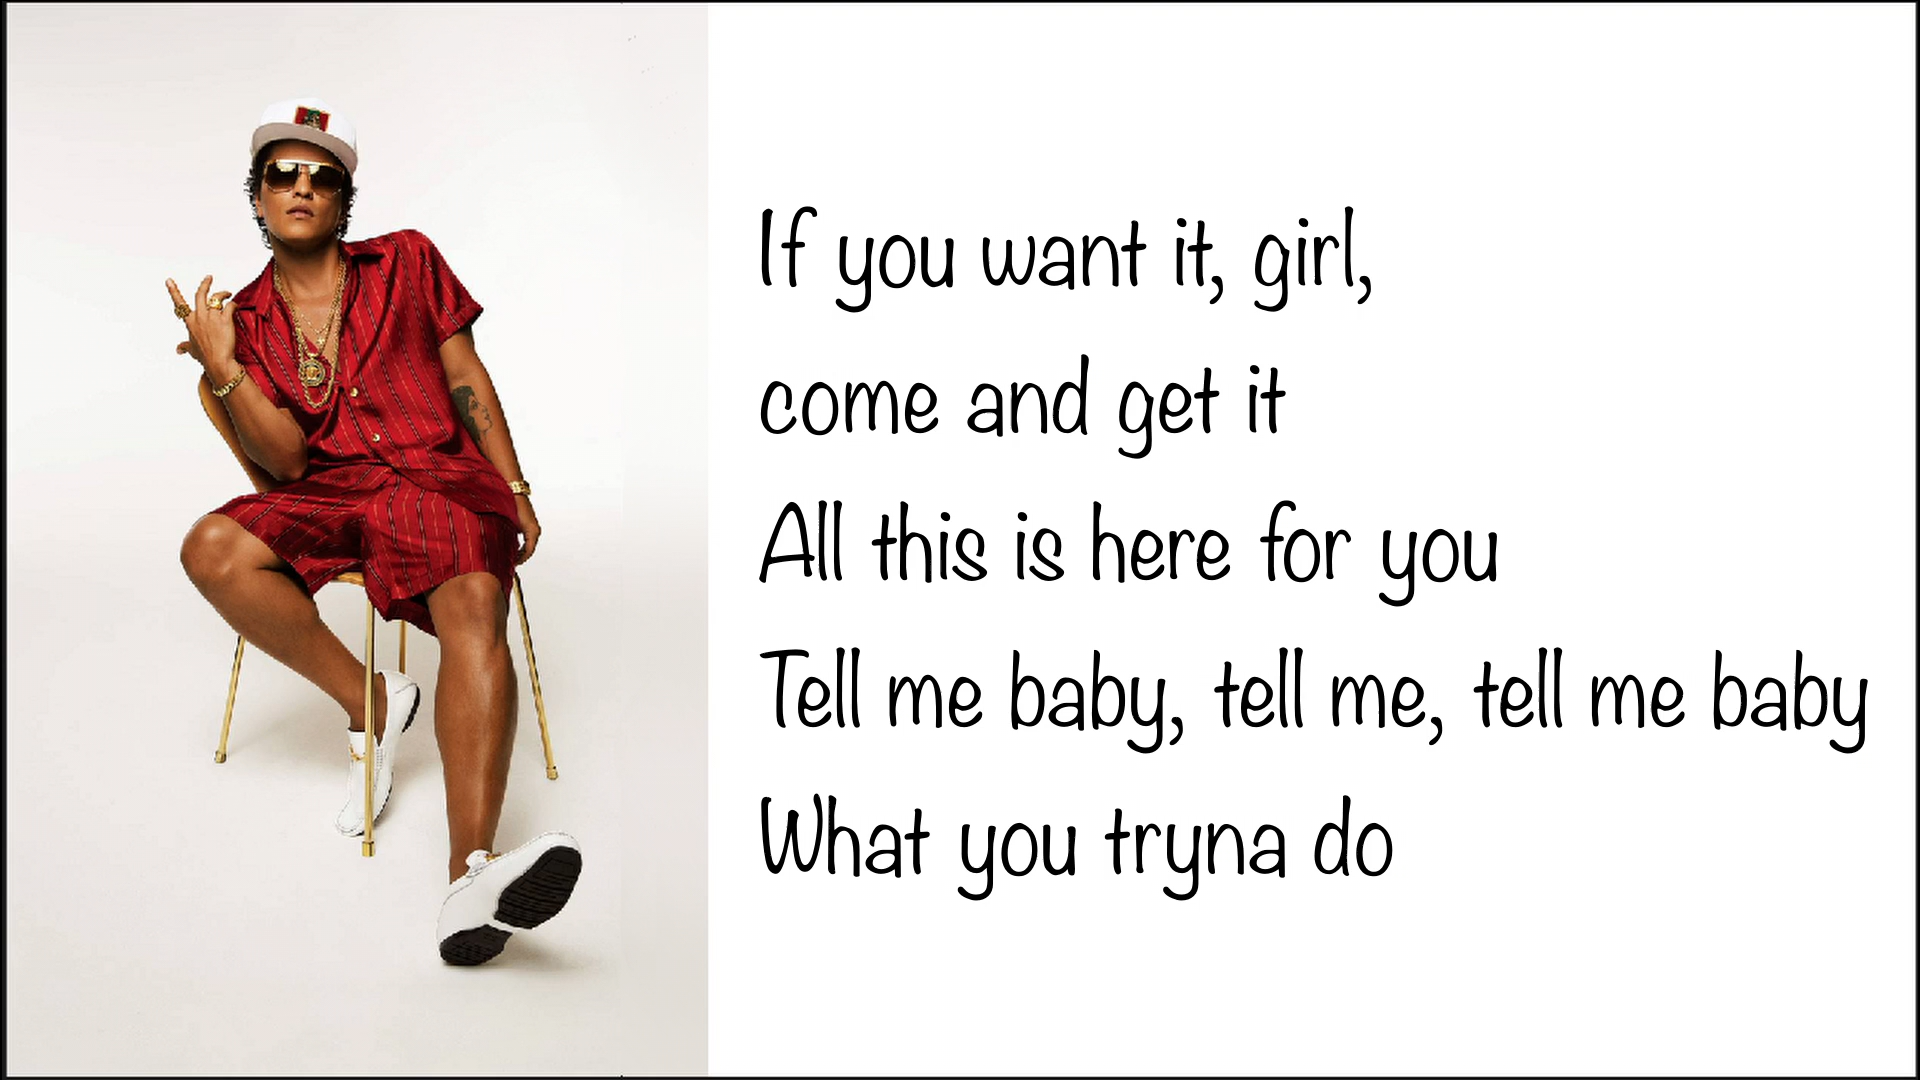 If you want it, girl,
come and get it
All this is here for you
Tell me baby, tell me, tell me baby
What you tryna do